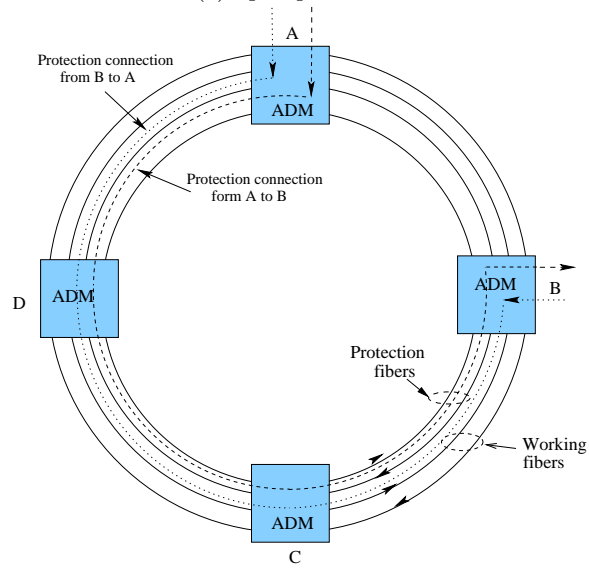 A
Protection connection
from B to A
ADM
Protection connection
form A to B
ADM
B
ADM
D
Protection
fibers
Working
fibers
ADM
C